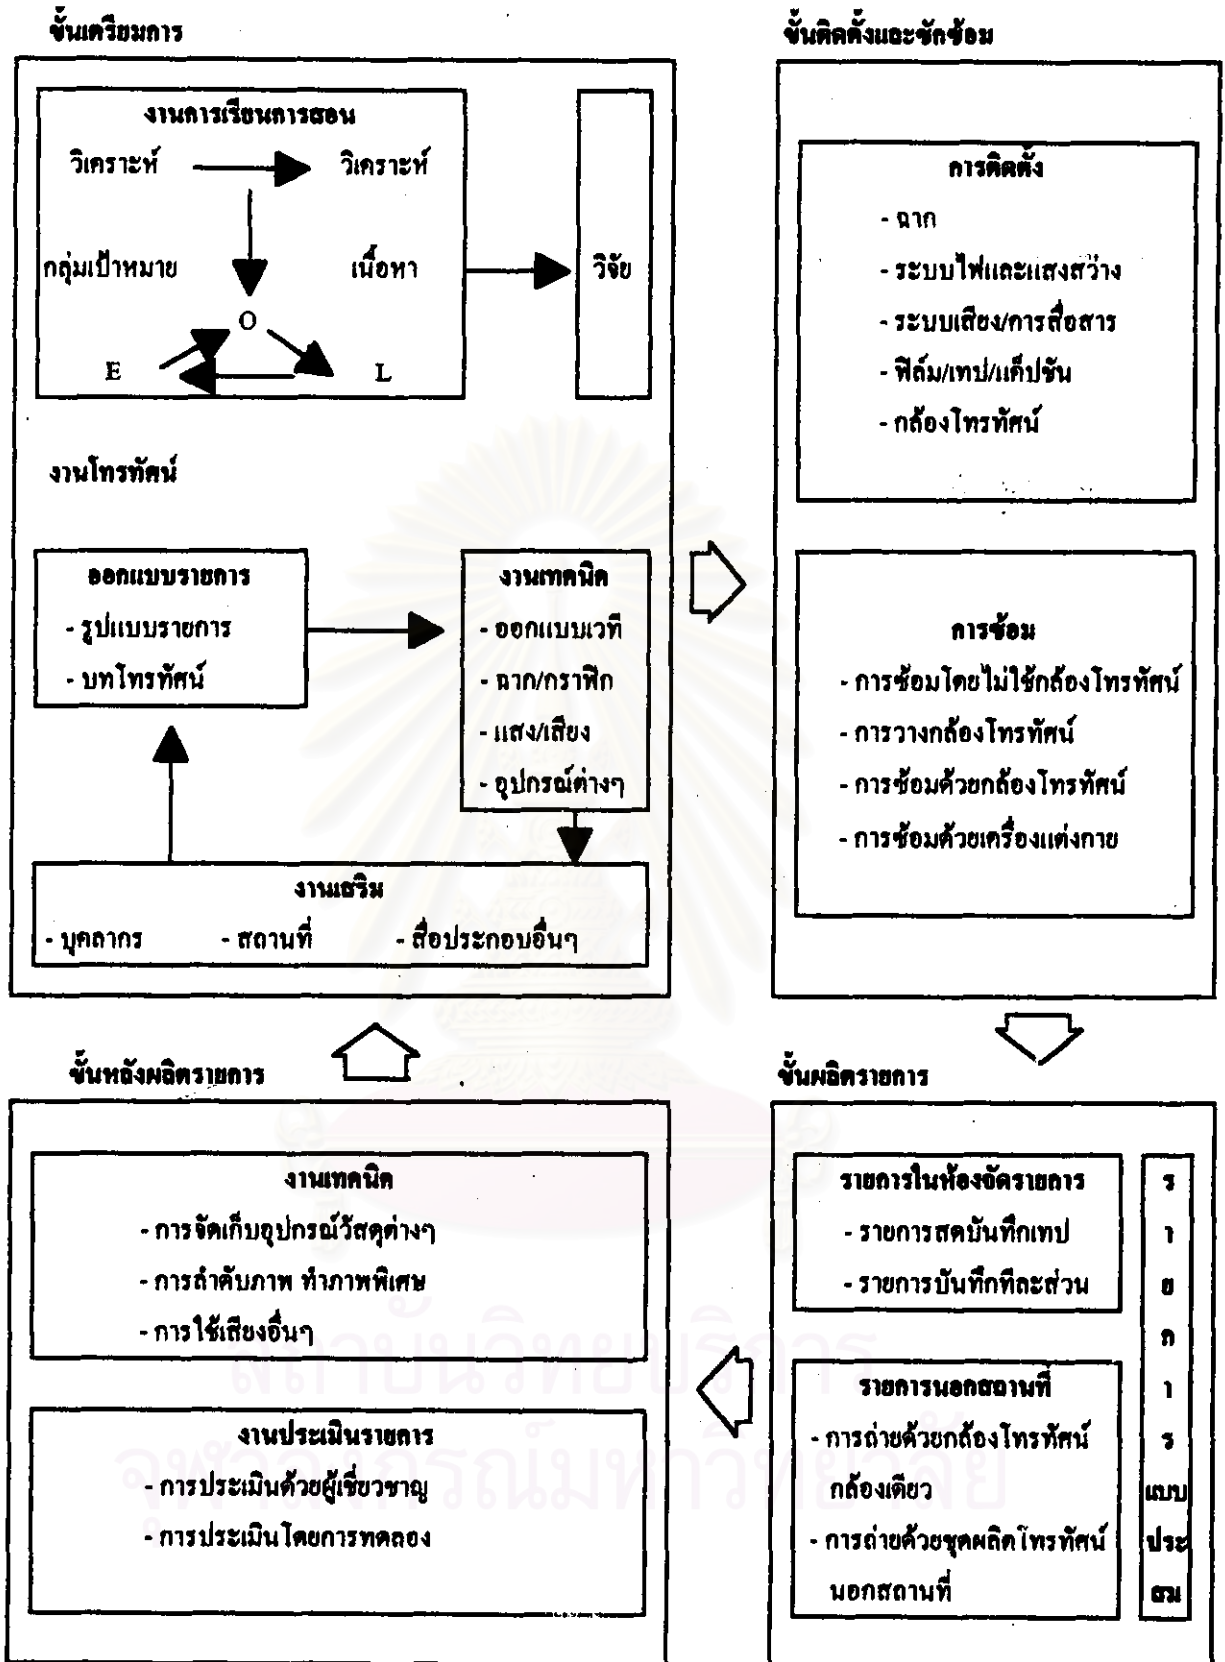 ขั้นเตรียมการ
งานการเรียนการสอน
วิเคราะห์ วิเคราะห์
กลุ่มเป้าหมาย เนื้อหา
O
E L
วิจัย
งานโทรทัศน์
ออกแบบรายการ
- รูปแบบรายการ
- บทโทรทัศน์
งานเทคนิค
- ออกแบบเวที
- ฉาก/กราฟิก
- แสง/เสียง
- อุปกรณ์ต่างๆ
งานเสริม
- บุคลากร - สถานที่ - สื่อประกอบอื่นๆ
ขั้นติดตั้งและซักซ้อม
การติดตั้ง
- ฉาก
- ระบบไฟและแสงสว่าง
- ระบบเสียง/การสื่อสาร
- ฟิล์ม/เทป/แค็ปชัน
- กล้องโทรทัศน์
การซ้อม
- การซ้อมโดยไม่ใช้กล้องโทรทัศน์
- การวางกล้องโทรทัศน์
- การซ้อมด้วยกล้องโทรทัศน์
- การซ้อมด้วยเครื่องแต่งกาย
ขั้นหลังผลิตรายการ
งานเทคนิค
- การจัดเก็บอุปกรณ์วัสดุต่างๆ
- การลำดับภาพ ทำภาพพิเศษ
- การใช้เสียงอื่นๆ
งานประเมินรายการ
- การประเมินด้วยผู้เชี่ยวชาญ
- การประเมินโดยการทดลอง
ขั้นผลิตรายการ
รายการในห้องจัดรายการ
- รายการสดบันทึกเทป
- รายการบันทึกทีละส่วน
รายการนอกสถานที่
- การถ่ายด้วยกล้องโทรทัศน์
กล้องเดียว
- การถ่ายด้วยชุดผลิตโทรทัศน์
นอกสถานที่
ร
า
ย
ก
า
ร
แบบ
ประ
สม
สถาบันวิทยบริการ
จุฬาลงกรณ์มหาวิทยาลัย